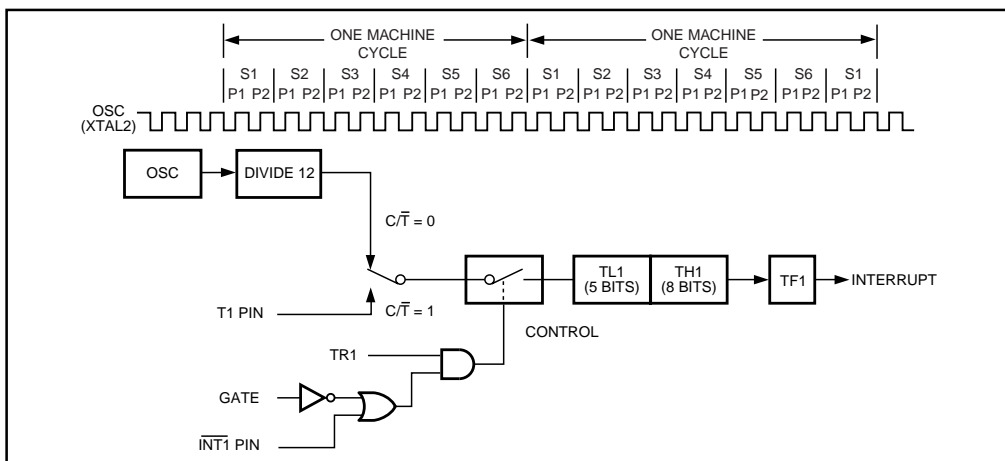 ONE MACHINE CYCLE ONE MACHINE CYCLE
S1 S2 S3 S4 S5 S6 S1 S2 S3 S4 S5 S6 S1
P1 P2 P1 P2 P1 P2 P1 P2 P1 P2 P1 P2 P1 P2 P1 P2 P1 P2 P1 P2 P1 P2 P1 P2 P1 P2
OSC
(XTAL2)
OSC
DIVIDE 12
C/T̅ = 0
TL1
(5 BITS)
TH1
(8 BITS)
TF1
INTERRUPT
T1 PIN
C/T̅ = 1
CONTROL
TR1
GATE
I̅N̅T̅1̅ PIN